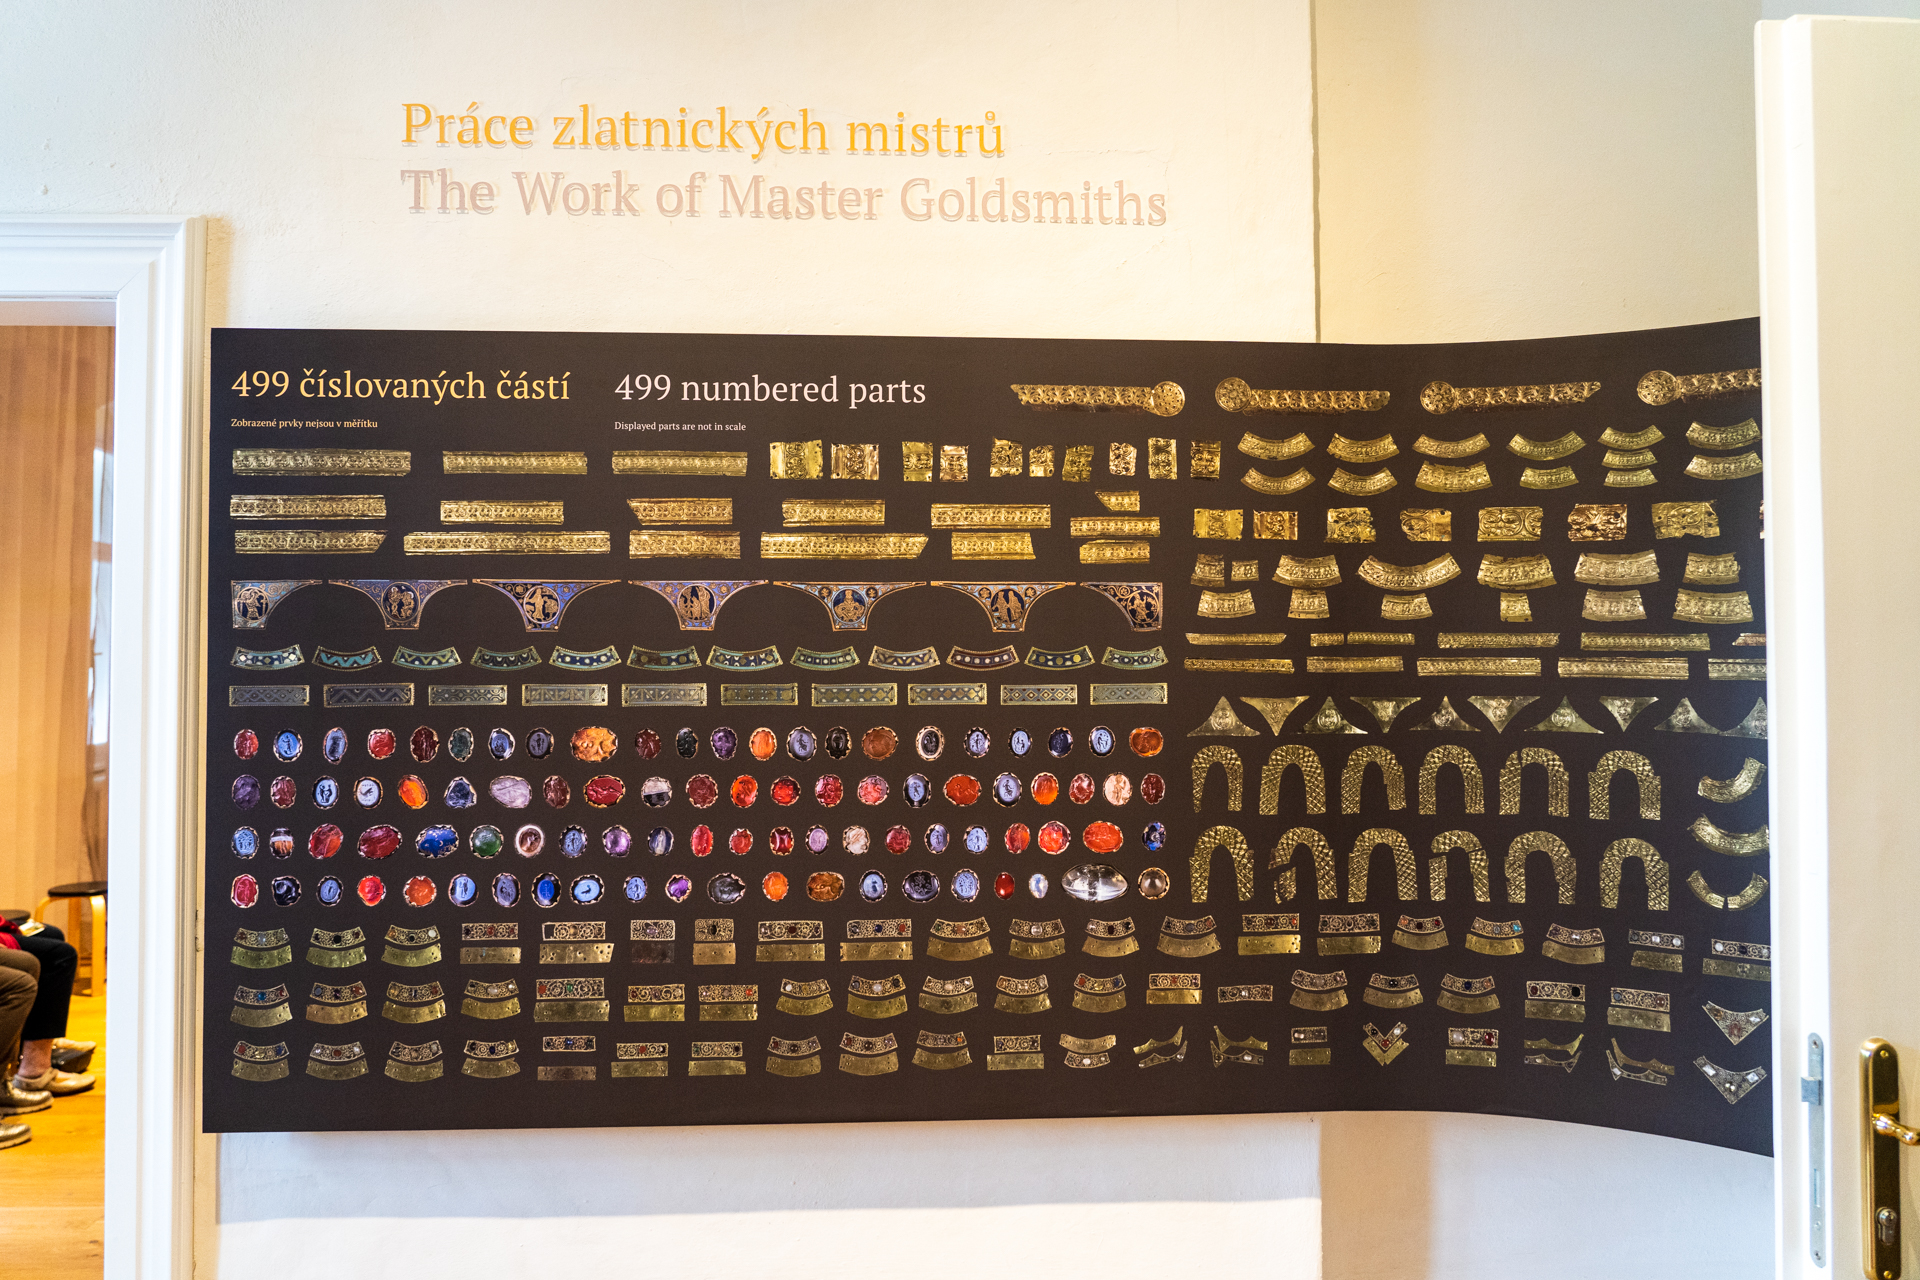 Práce zlatnických mistrů
The Work of Master Goldsmiths
499 číslovaných částí
Zobrazené prvky nejsou v měřítku
499 numbered parts
Displayed parts are not in scale